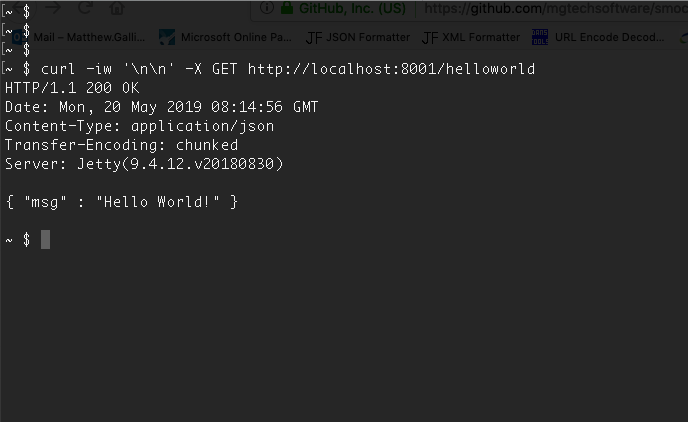 [~ $
GitHub, Inc. (US) https://github.com/mgtechsoftware/smoc
[~ $
[~ $
Mail – Matthew.Galli... Microsoft Online Pa... JF JSON Formatter JF XML Formatter URL Encode Decod...
[~ $ curl -iw '\n\n' -X GET http://localhost:8001/helloworld
HTTP/1.1 200 OK
Date: Mon, 20 May 2019 08:14:56 GMT
Content-Type: application/json
Transfer-Encoding: chunked
Server: Jetty(9.4.12.v20180830)
{ "msg" : "Hello World!" }
~ $